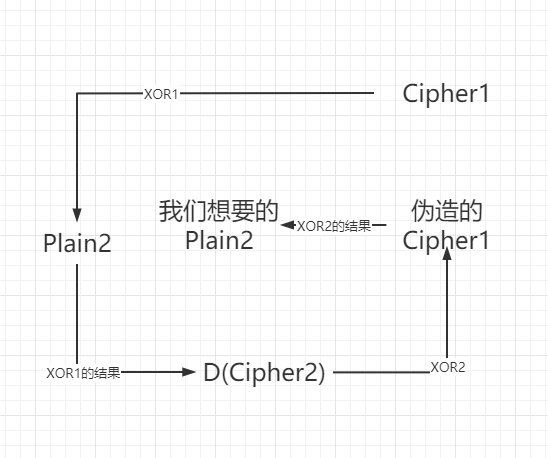 XOR1
Cipher1
我们想要的
Plain2
XOR2的结果
伪造的
Cipher1
Plain2
XOR1的结果
D(Cipher2)
XOR2